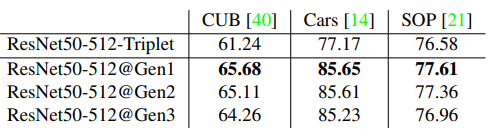 CUB [40] Cars [14] SOP [21]
ResNet50-512-Triplet 61.24 77.17 76.58
ResNet50-512@Gen1 65.68 85.65 77.61
ResNet50-512@Gen2 65.11 85.61 77.36
ResNet50-512@Gen3 64.26 85.23 76.96